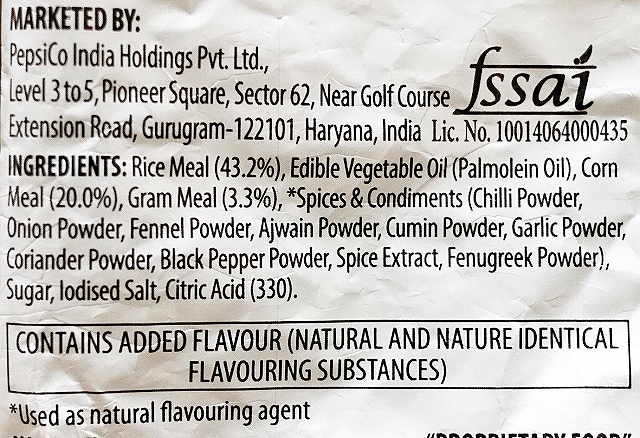 MARKETED BY:
PepsiCo India Holdings Pvt. Ltd.,
Level 3 to 5, Pioneer Square, Sector 62, Near Golf Course
fssai
Extension Road, Gurugram-122101, Haryana, India Lic. No. 10014064000435
INGREDIENTS: Rice Meal (43.2%), Edible Vegetable Oil (Palmolein Oil), Corn
Meal (20.0%), Gram Meal (3.3%), *Spices & Condiments (Chilli Powder,
Onion Powder, Fennel Powder, Ajwain Powder, Cumin Powder, Garlic Powder,
Coriander Powder, Black Pepper Powder, Spice Extract, Fenugreek Powder),
Sugar, Iodised Salt, Citric Acid (330).
CONTAINS ADDED FLAVOUR (NATURAL AND NATURE IDENTICAL
FLAVOURING SUBSTANCES)
*Used as natural flavouring agent
"PROPRIETARY FOOD"